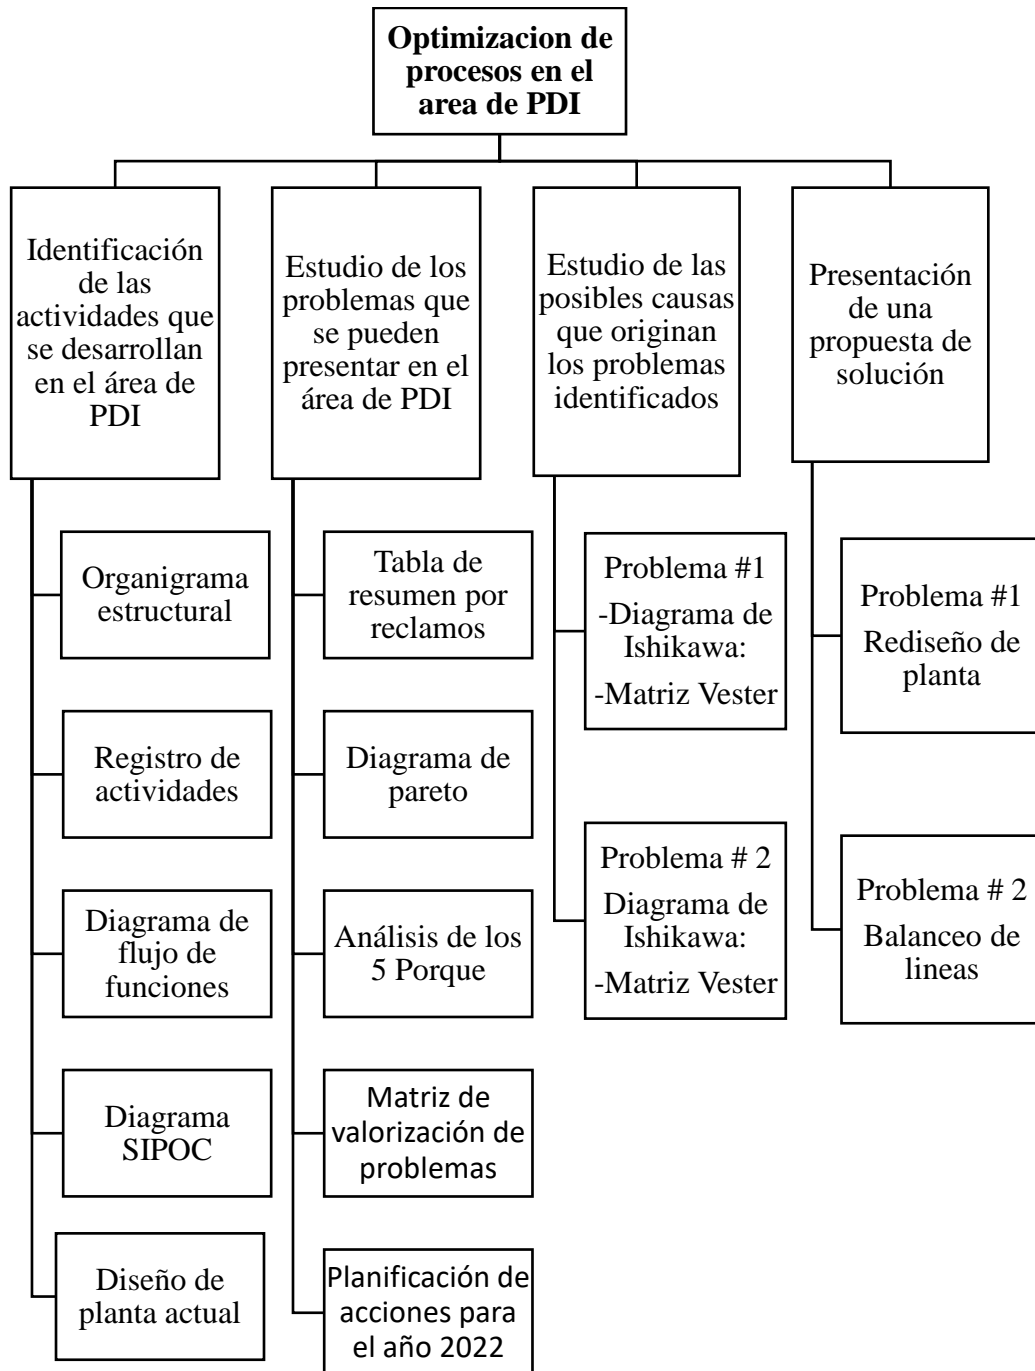 Optimizacion de
procesos en el
area de PDI
Identificación
de las
actividades que
se desarrollan
en el área de
PDI
Organigrama
estructural
Registro de
actividades
Diagrama de
flujo de
funciones
Diagrama
SIPOC
Diseño de
planta actual
Estudio de los
problemas que
se pueden
presentar en el
área de PDI
Tabla de
resumen por
reclamos
Diagrama de
pareto
Análisis de los
5 Porque
Matriz de
valorización de
problemas
Planificación de
acciones para
el año 2022
Estudio de las
posibles causas
que originan
los problemas
identificados
Problema #1
-Diagrama de
Ishikawa:
-Matriz Vester
Problema # 2
Diagrama de
Ishikawa:
-Matriz Vester
Presentación
de una
propuesta de
solución
Problema #1
Rediseño de
planta
Problema # 2
Balanceo de
lineas